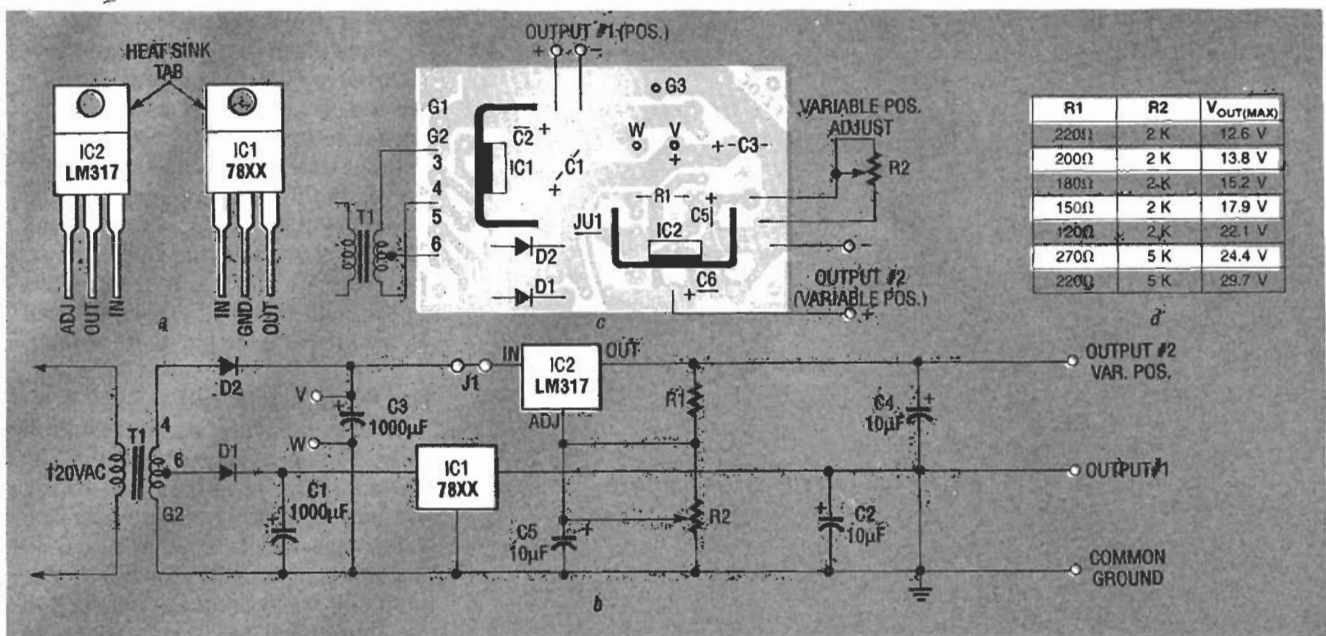 HEAT SINK
TAB
IC2
LM317
IC1
78XX
ADJ
OUT
IN
IN
GND
OUT
a
OUTPUT #1 (POS.)
+ -
G1
G2
3
4
5
6
T1
C2 +
IC1
C1
+
D2
D1
JU1
G3
W V
+
+ -C3-
R1
+
C5
IC2
+ C6
VARIABLE POS.
ADJUST
R2
-
OUTPUT #2
(VARIABLE POS.)
+
c
R1 R2 VOUT(MAX)
220Ω 2 K 12.6 V
200Ω 2 K 13.8 V
180Ω 2 K 15.2 V
150Ω 2 K 17.9 V
120Ω 2 K 22.1 V
270Ω 5 K 24.4 V
220Ω 5 K 29.7 V
d
120VAC
T1
4
6
G2
D2
D1
V
W
+ C3
1000µF
C1
1000µF
+
J1
IN
IC2
LM317
OUT
ADJ
IC1
78XX
R1
R2
C5
10µF
+
C4
10µF
+
C2
10µF
+
OUTPUT #2
VAR. POS.
OUTPUT #1
COMMON
GROUND
b